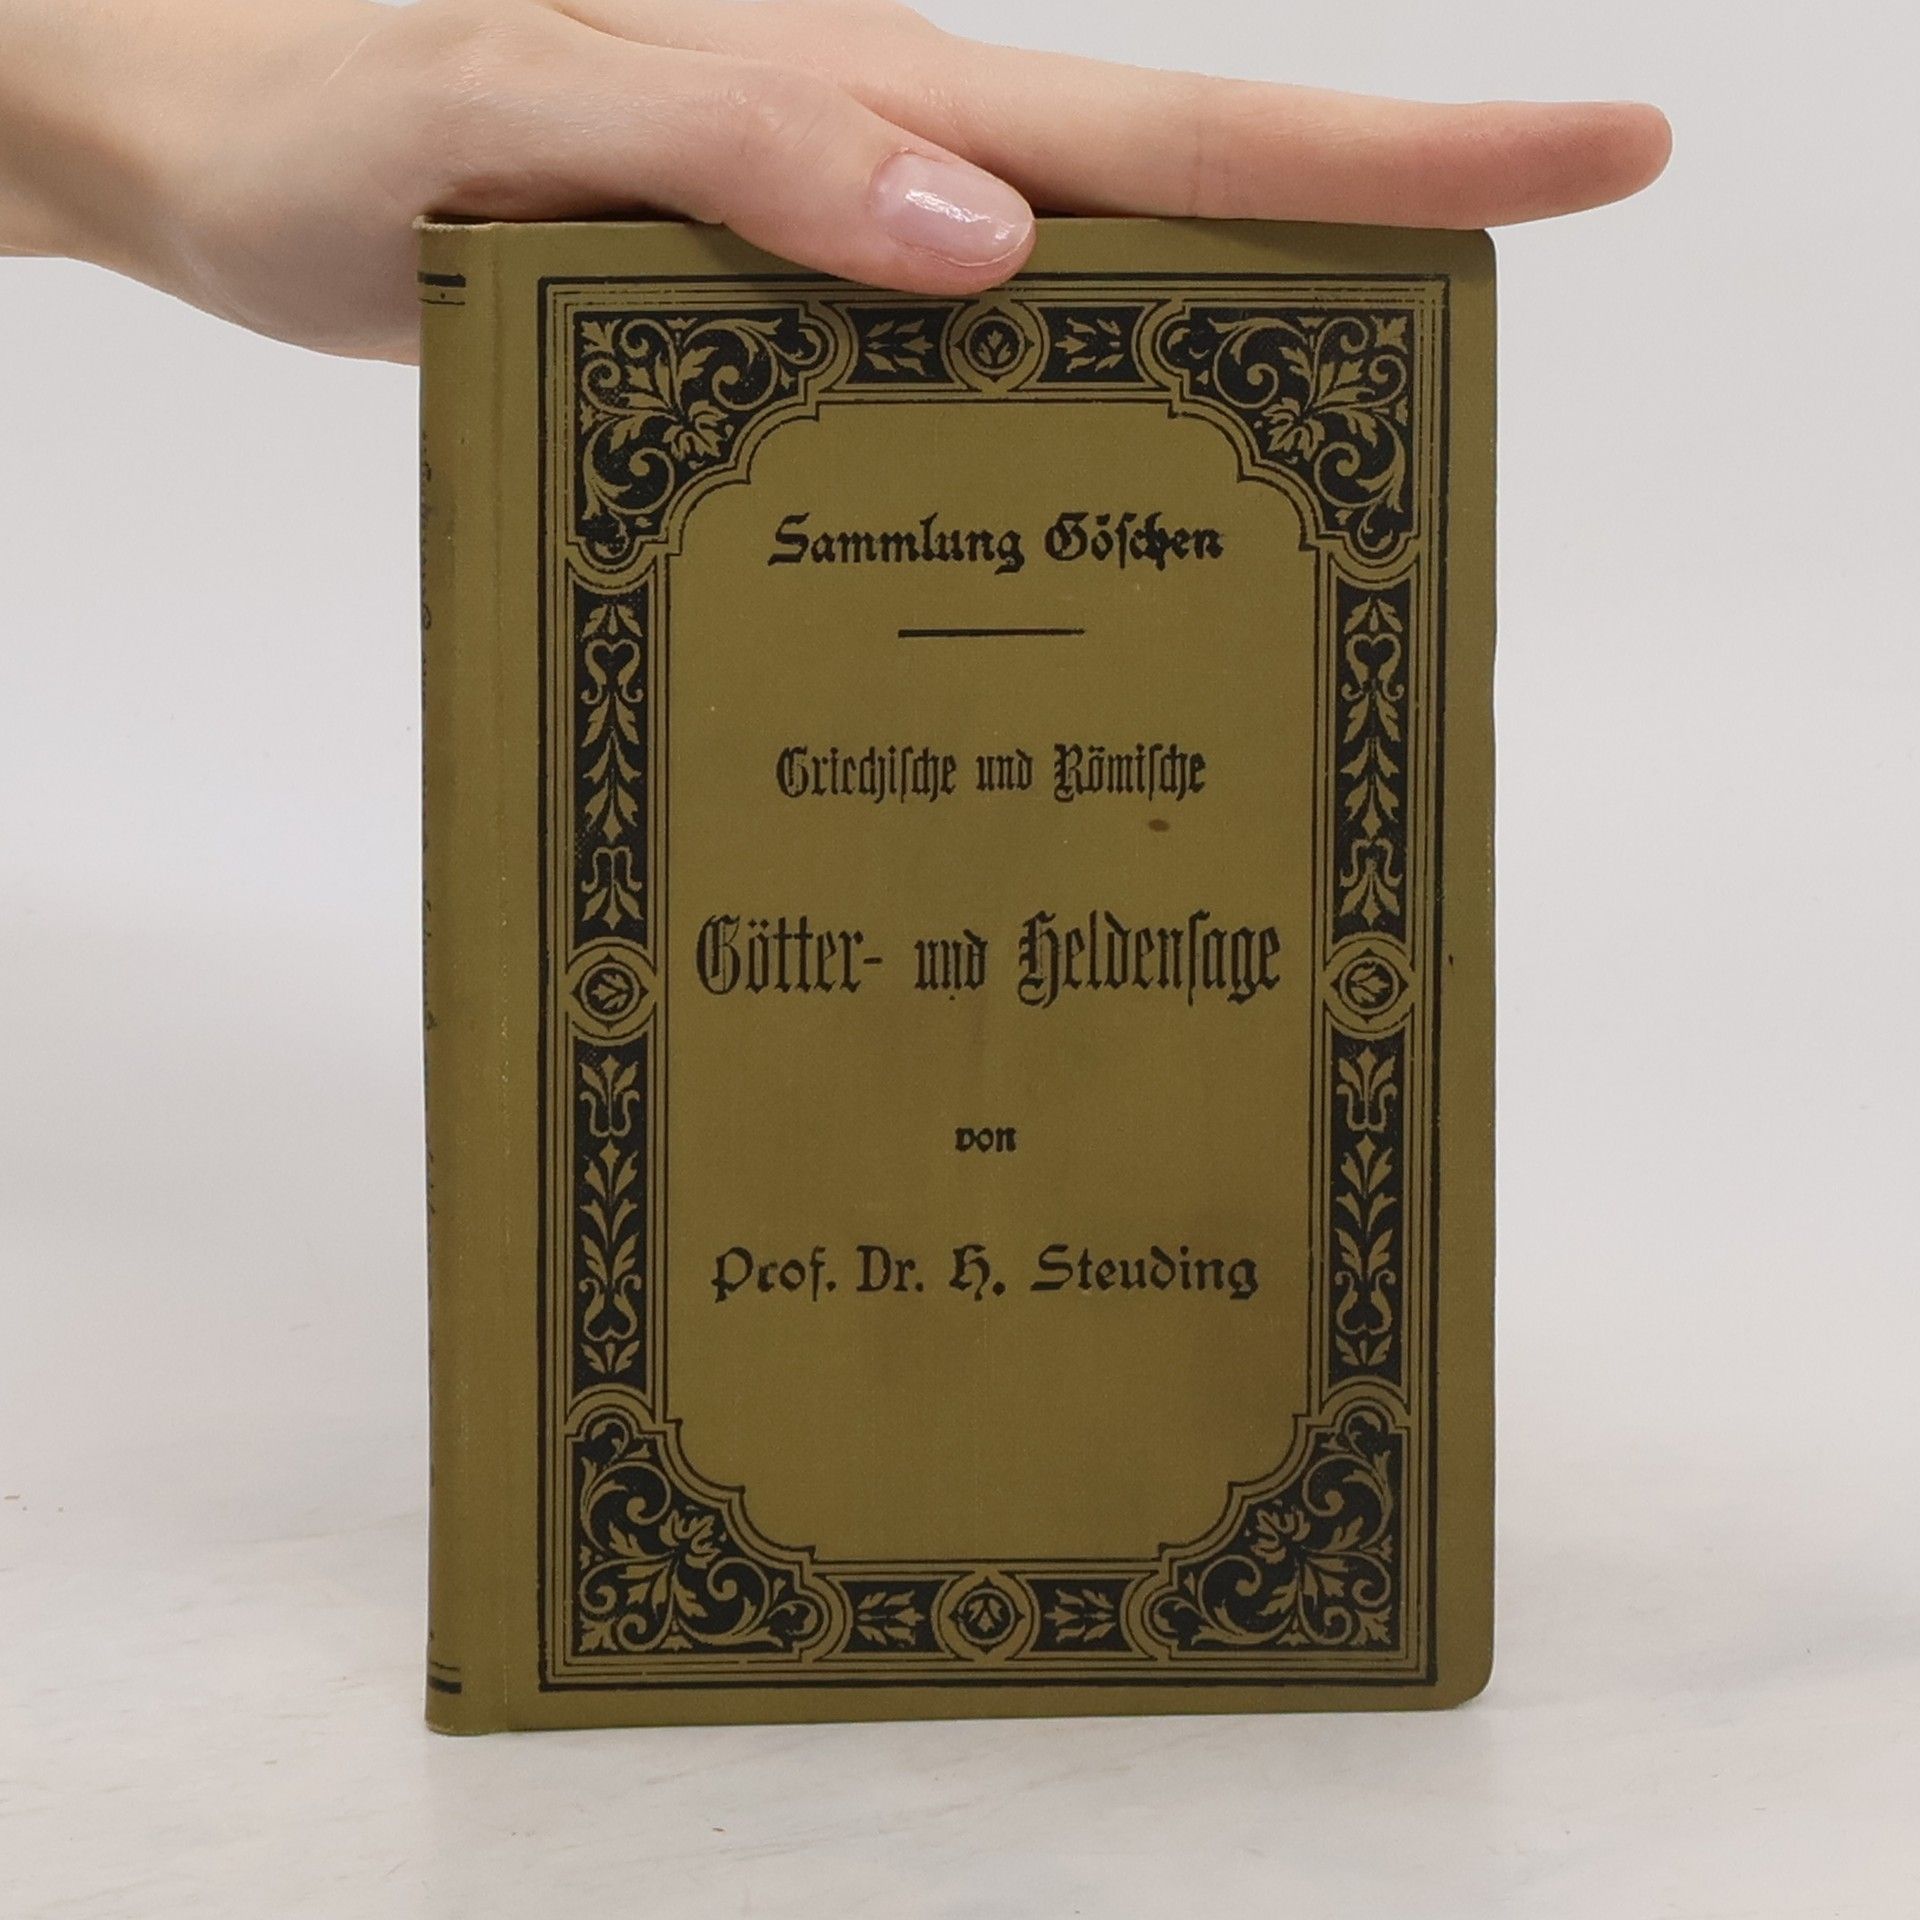 Sammlung Göschen
Griechische und Römische
Götter- und Heldensage
von
Prof. Dr. H. Steuding